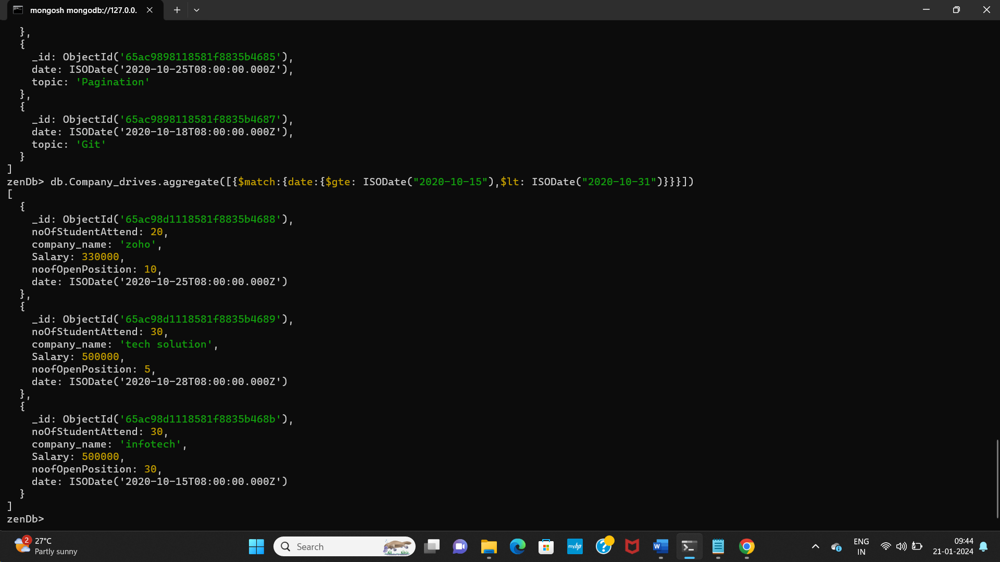 mongosh mongodb://127.0.0.
},
{
_id: ObjectId('65ac9898118581f8835b4685'),
date: ISODate('2020-10-25T08:00:00.000Z'),
topic: 'Pagination'
},
{
_id: ObjectId('65ac9898118581f8835b4687'),
date: ISODate('2020-10-18T08:00:00.000Z'),
topic: 'Git'
}
]
zenDb> db.Company_drives.aggregate([{$match:{date:{$gte: ISODate("2020-10-15"),$lt: ISODate("2020-10-31")}}}])
[
{
_id: ObjectId('65ac98d1118581f8835b4688'),
noOfStudentAttend: 20,
company_name: 'zoho',
Salary: 330000,
noofOpenPosition: 10,
date: ISODate('2020-10-25T08:00:00.000Z')
},
{
_id: ObjectId('65ac98d1118581f8835b4689'),
noOfStudentAttend: 30,
company_name: 'tech solution',
Salary: 500000,
noofOpenPosition: 5,
date: ISODate('2020-10-28T08:00:00.000Z')
},
{
_id: ObjectId('65ac98d1118581f8835b468b'),
noOfStudentAttend: 30,
company_name: 'infotech',
Salary: 500000,
noofOpenPosition: 30,
date: ISODate('2020-10-15T08:00:00.000Z')
}
]
zenDb>
2
27°C
Partly sunny
Search
myhp
?
W
ENG
IN
09:44
21-01-2024